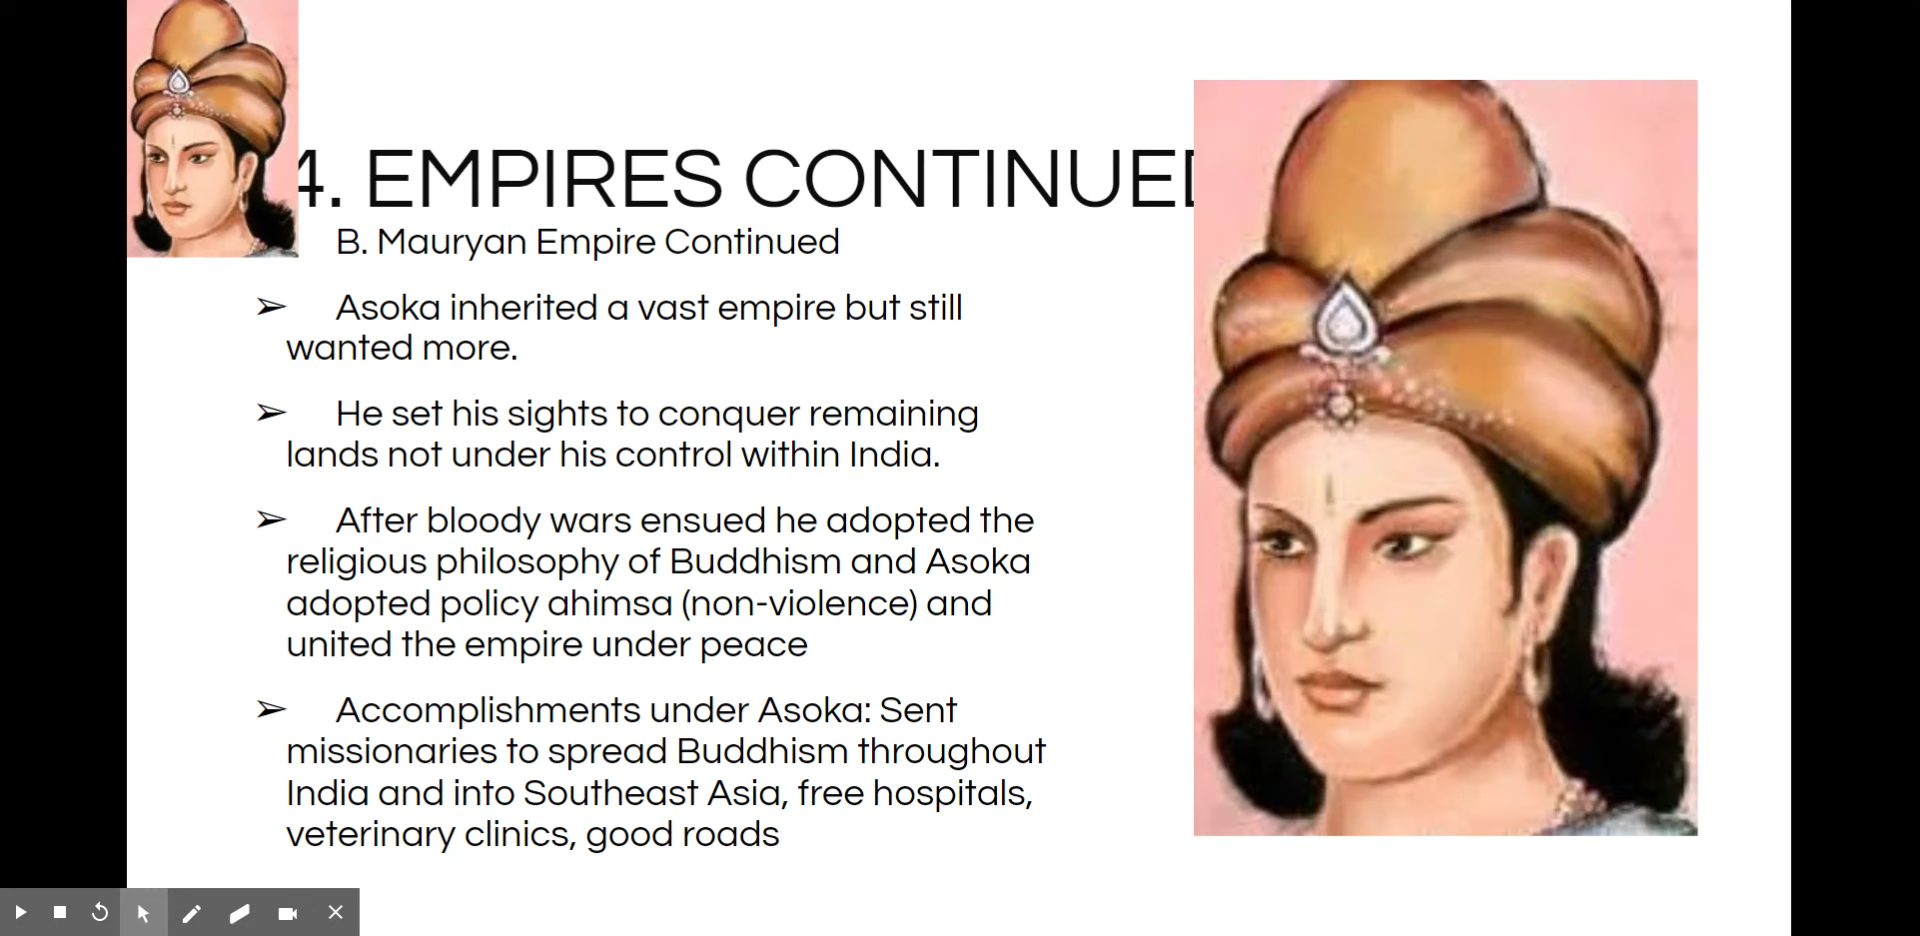 4. EMPIRES CONTINUED
B. Mauryan Empire Continued
➢ Asoka inherited a vast empire but still
wanted more.
➢ He set his sights to conquer remaining
lands not under his control within India.
➢ After bloody wars ensued he adopted the
religious philosophy of Buddhism and Asoka
adopted policy ahimsa (non-violence) and
united the empire under peace
➢ Accomplishments under Asoka: Sent
missionaries to spread Buddhism throughout
India and into Southeast Asia, free hospitals,
veterinary clinics, good roads